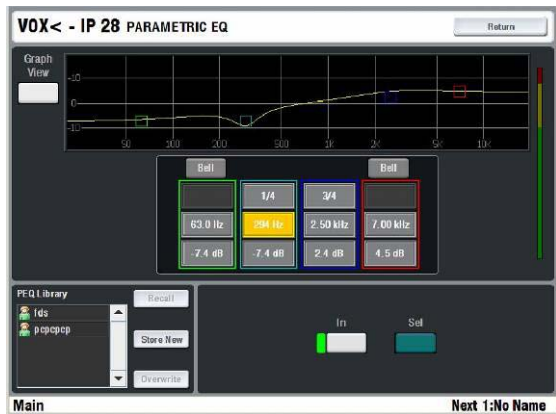 VOX< - IP 28 PARAMETRIC EQ
Return
Graph
View
-10
0
-10
50 100 200 500 1K 2K 5K 10K
Bell Bell
1/4 3/4
63.0 Hz 294 Hz 2.50 kHz 7.00 kHz
-7.4 dB -7.4 dB 2.4 dB 4.5 dB
PEQ Library
fds
pcpcpcp
Recall
Store New
Overwrite
In Sel
Main Next 1:No Name